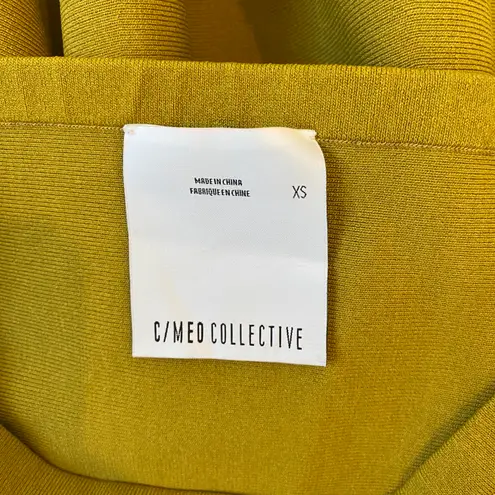 MADE IN CHINA
FABRIQUE EN CHINE
XS
C/MEO COLLECTIVE